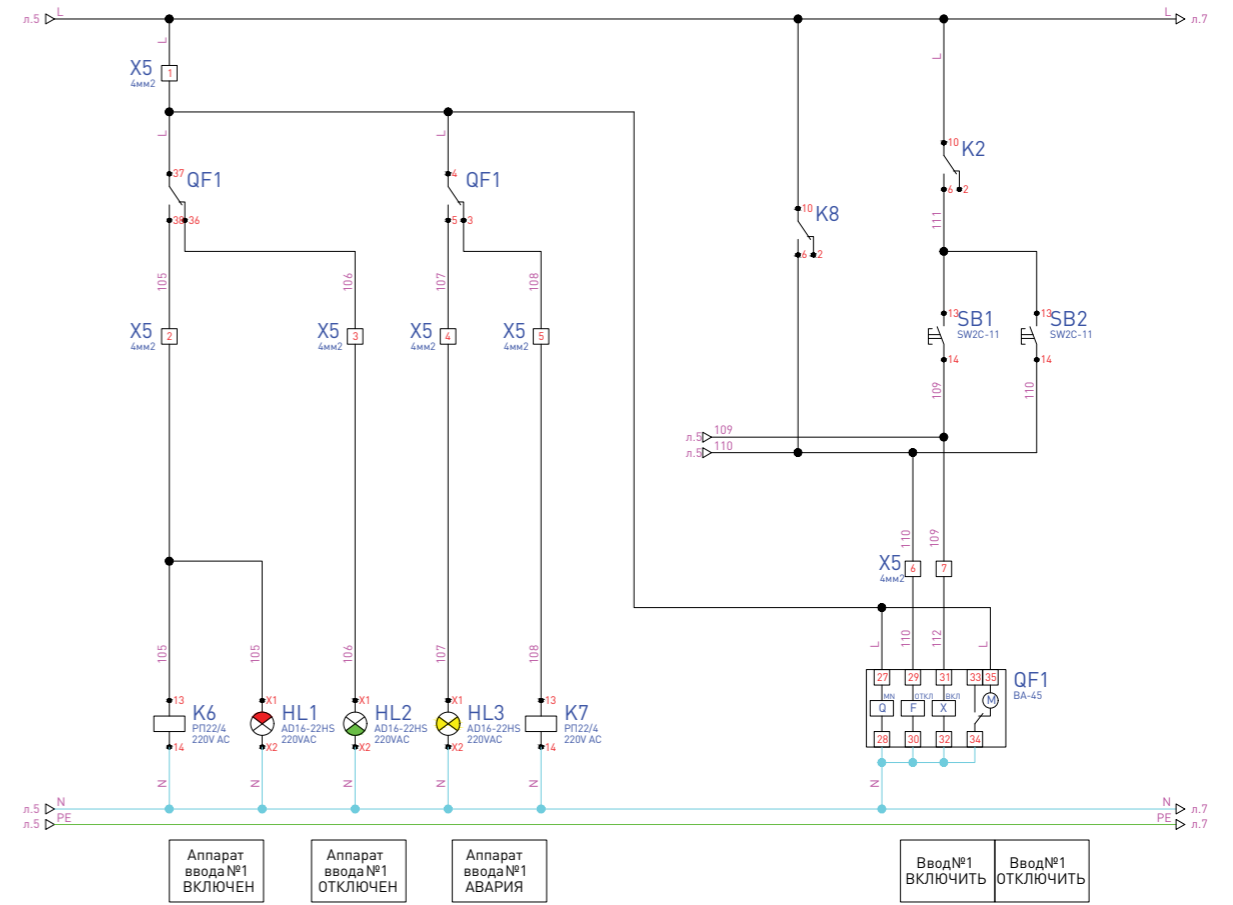 л.5 L L л.7
L L
X5 1
4мм2
L L
37 4 10 K2
QF1 QF1
38 36 5 3 6 2
10 K8
6 2
111
105 106 107 108
13 SB1 13 SB2
SW2C-11 SW2C-11
X5 2 X5 3 X5 4 X5 5
4мм2 4мм2 4мм2 4мм2
14 14
109 110
л.5 109
л.5 110
110 109
X5 6 7
4мм2
105 105 106 107 108 L 110 112 L
27 29 31 33 35 QF1
ВА-45
MN ОТКЛ ВКЛ
Q F X M
28 30 32 34
13 X1 X1 X1 13
K6 HL1 HL2 HL3 K7
РП22/4 AD16-22HS AD16-22HS AD16-22HS РП22/4
220V AC 220VAC 220VAC 220VAC 220V AC
14 X2 X2 X2 14
N N N N N N
л.5 N N л.7
л.5 PE PE л.7
Аппарат
ввода№1
ВКЛЮЧЕН
Аппарат
ввода№1
ОТКЛЮЧЕН
Аппарат
ввода№1
АВАРИЯ
Ввод№1
ВКЛЮЧИТЬ
Ввод№1
ОТКЛЮЧИТЬ